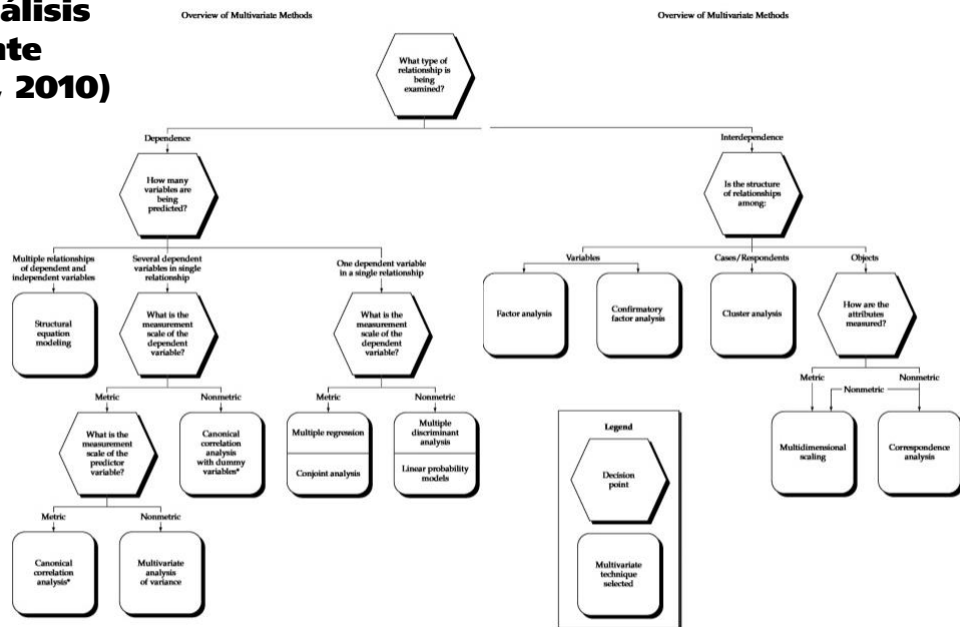 álisis
nte
, 2010)
Overview of Multivariate Methods
Overview of Multivariate Methods
What type of
relationship is
being
examined?
Dependence
Interdependence
How many
variables are
being
predicted?
Is the structure
of relationships
among:
Multiple relationships
of dependent and
independent variables
Several dependent
variables in single
relationship
One dependent variable
in a single relationship
Variables
Cases/Respondents
Objects
Structural
equation
modeling
What is the
measurement
scale of the
dependent
variable?
What is the
measurement
scale of the
dependent
variable?
Factor analysis
Confirmatory
factor analysis
Cluster analysis
How are the
attributes
measured?
Metric
Nonmetric
Metric
Nonmetric
Metric
Nonmetric
Nonmetric
What is the
measurement
scale of the
predictor
variable?
Canonical
correlation
analysis
with dummy
variables*
Multiple regression
Conjoint analysis
Multiple
discriminant
analysis
Linear probability
models
Legend
Decision
point
Multivariate
technique
selected
Multidimensional
scaling
Correspondence
analysis
Metric
Nonmetric
Canonical
correlation
analysis*
Multivariate
analysis
of variance